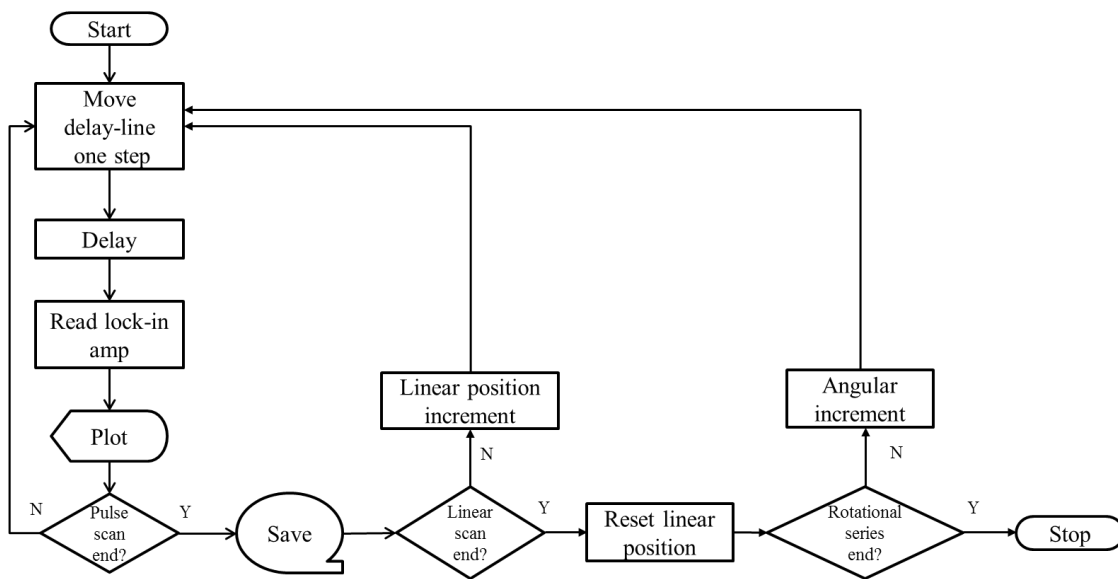 Start
Move
delay-line
one step
Delay
Read lock-in
amp
Plot
N
Pulse
scan
end?
Y
Save
Linear position
increment
N
Linear
scan
end?
Y
Reset linear
position
Angular
increment
N
Rotational
series
end?
Y
Stop